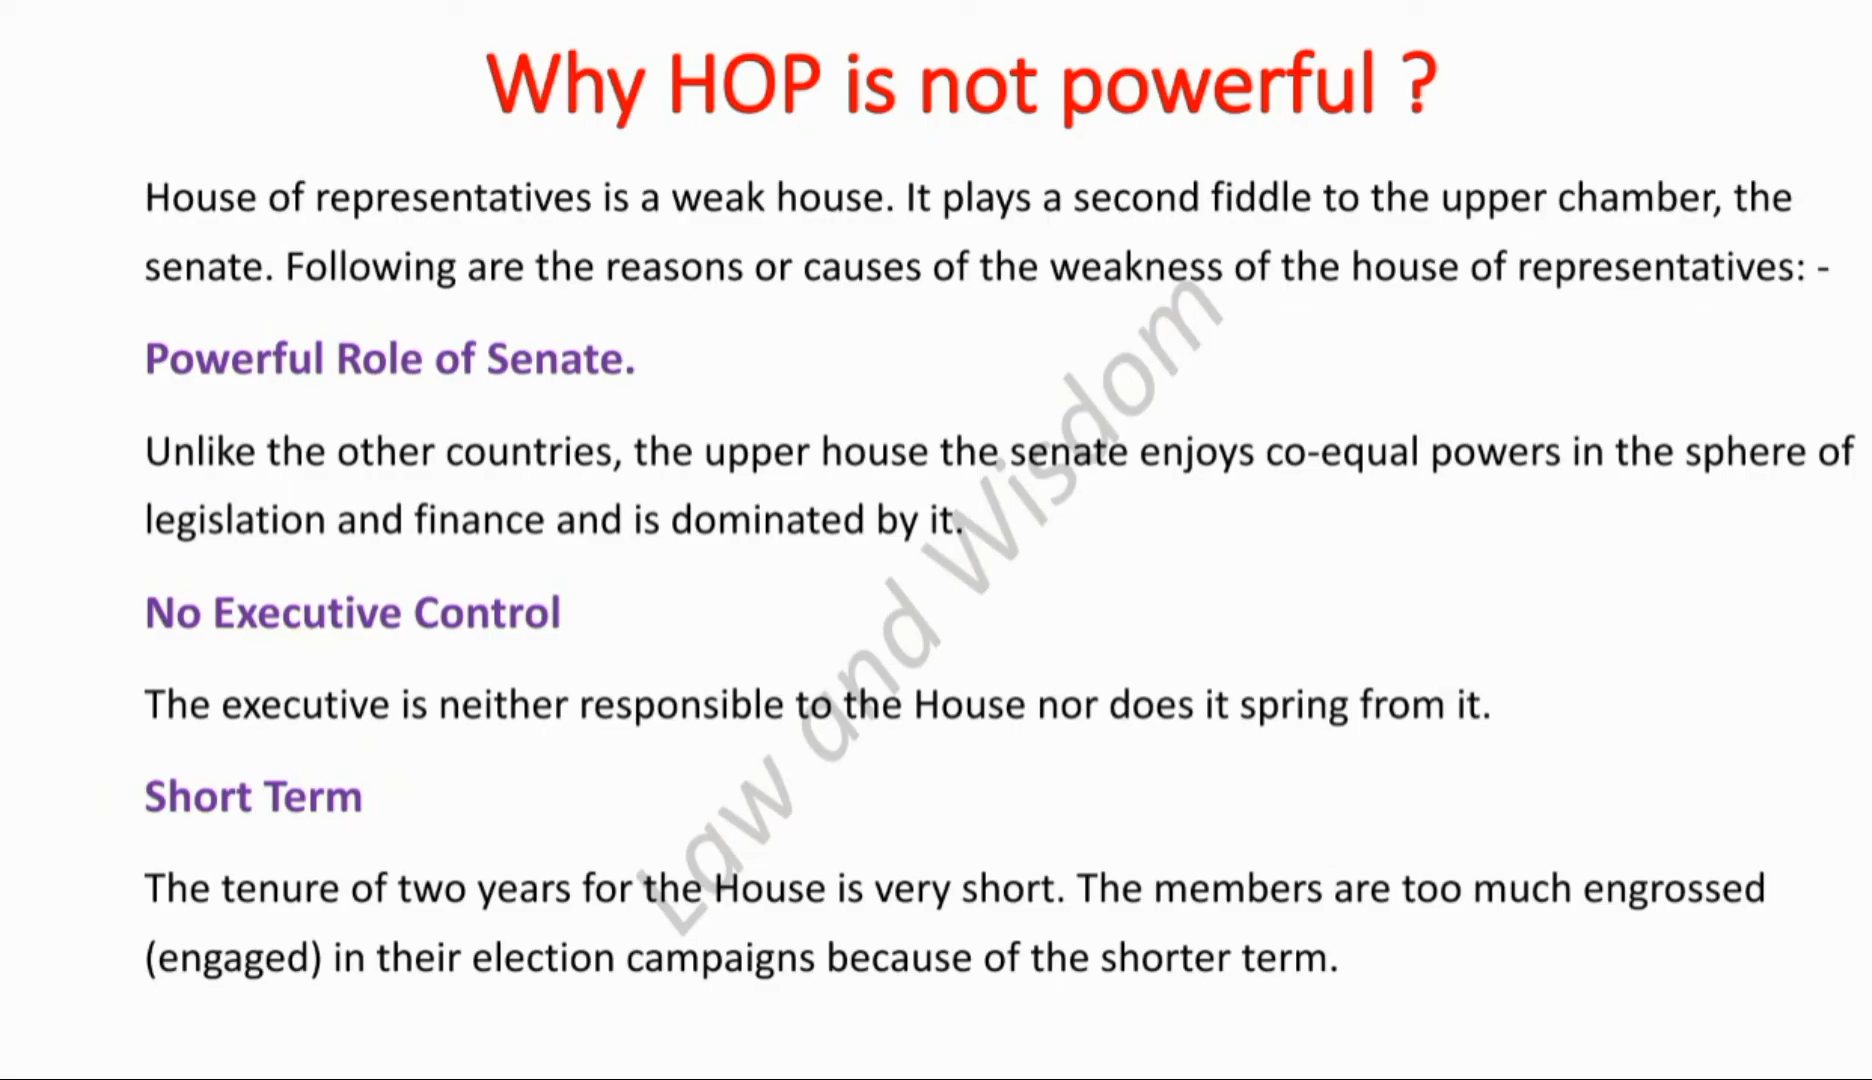 Why HOP is not powerful ?
House of representatives is a weak house. It plays a second fiddle to the upper chamber, the
senate. Following are the reasons or causes of the weakness of the house of representatives: -
Powerful Role of Senate.
Unlike the other countries, the upper house the senate enjoys co-equal powers in the sphere of
legislation and finance and is dominated by it.
No Executive Control
The executive is neither responsible to the House nor does it spring from it.
Short Term
The tenure of two years for the House is very short. The members are too much engrossed
(engaged) in their election campaigns because of the shorter term.
Law and Wisdom